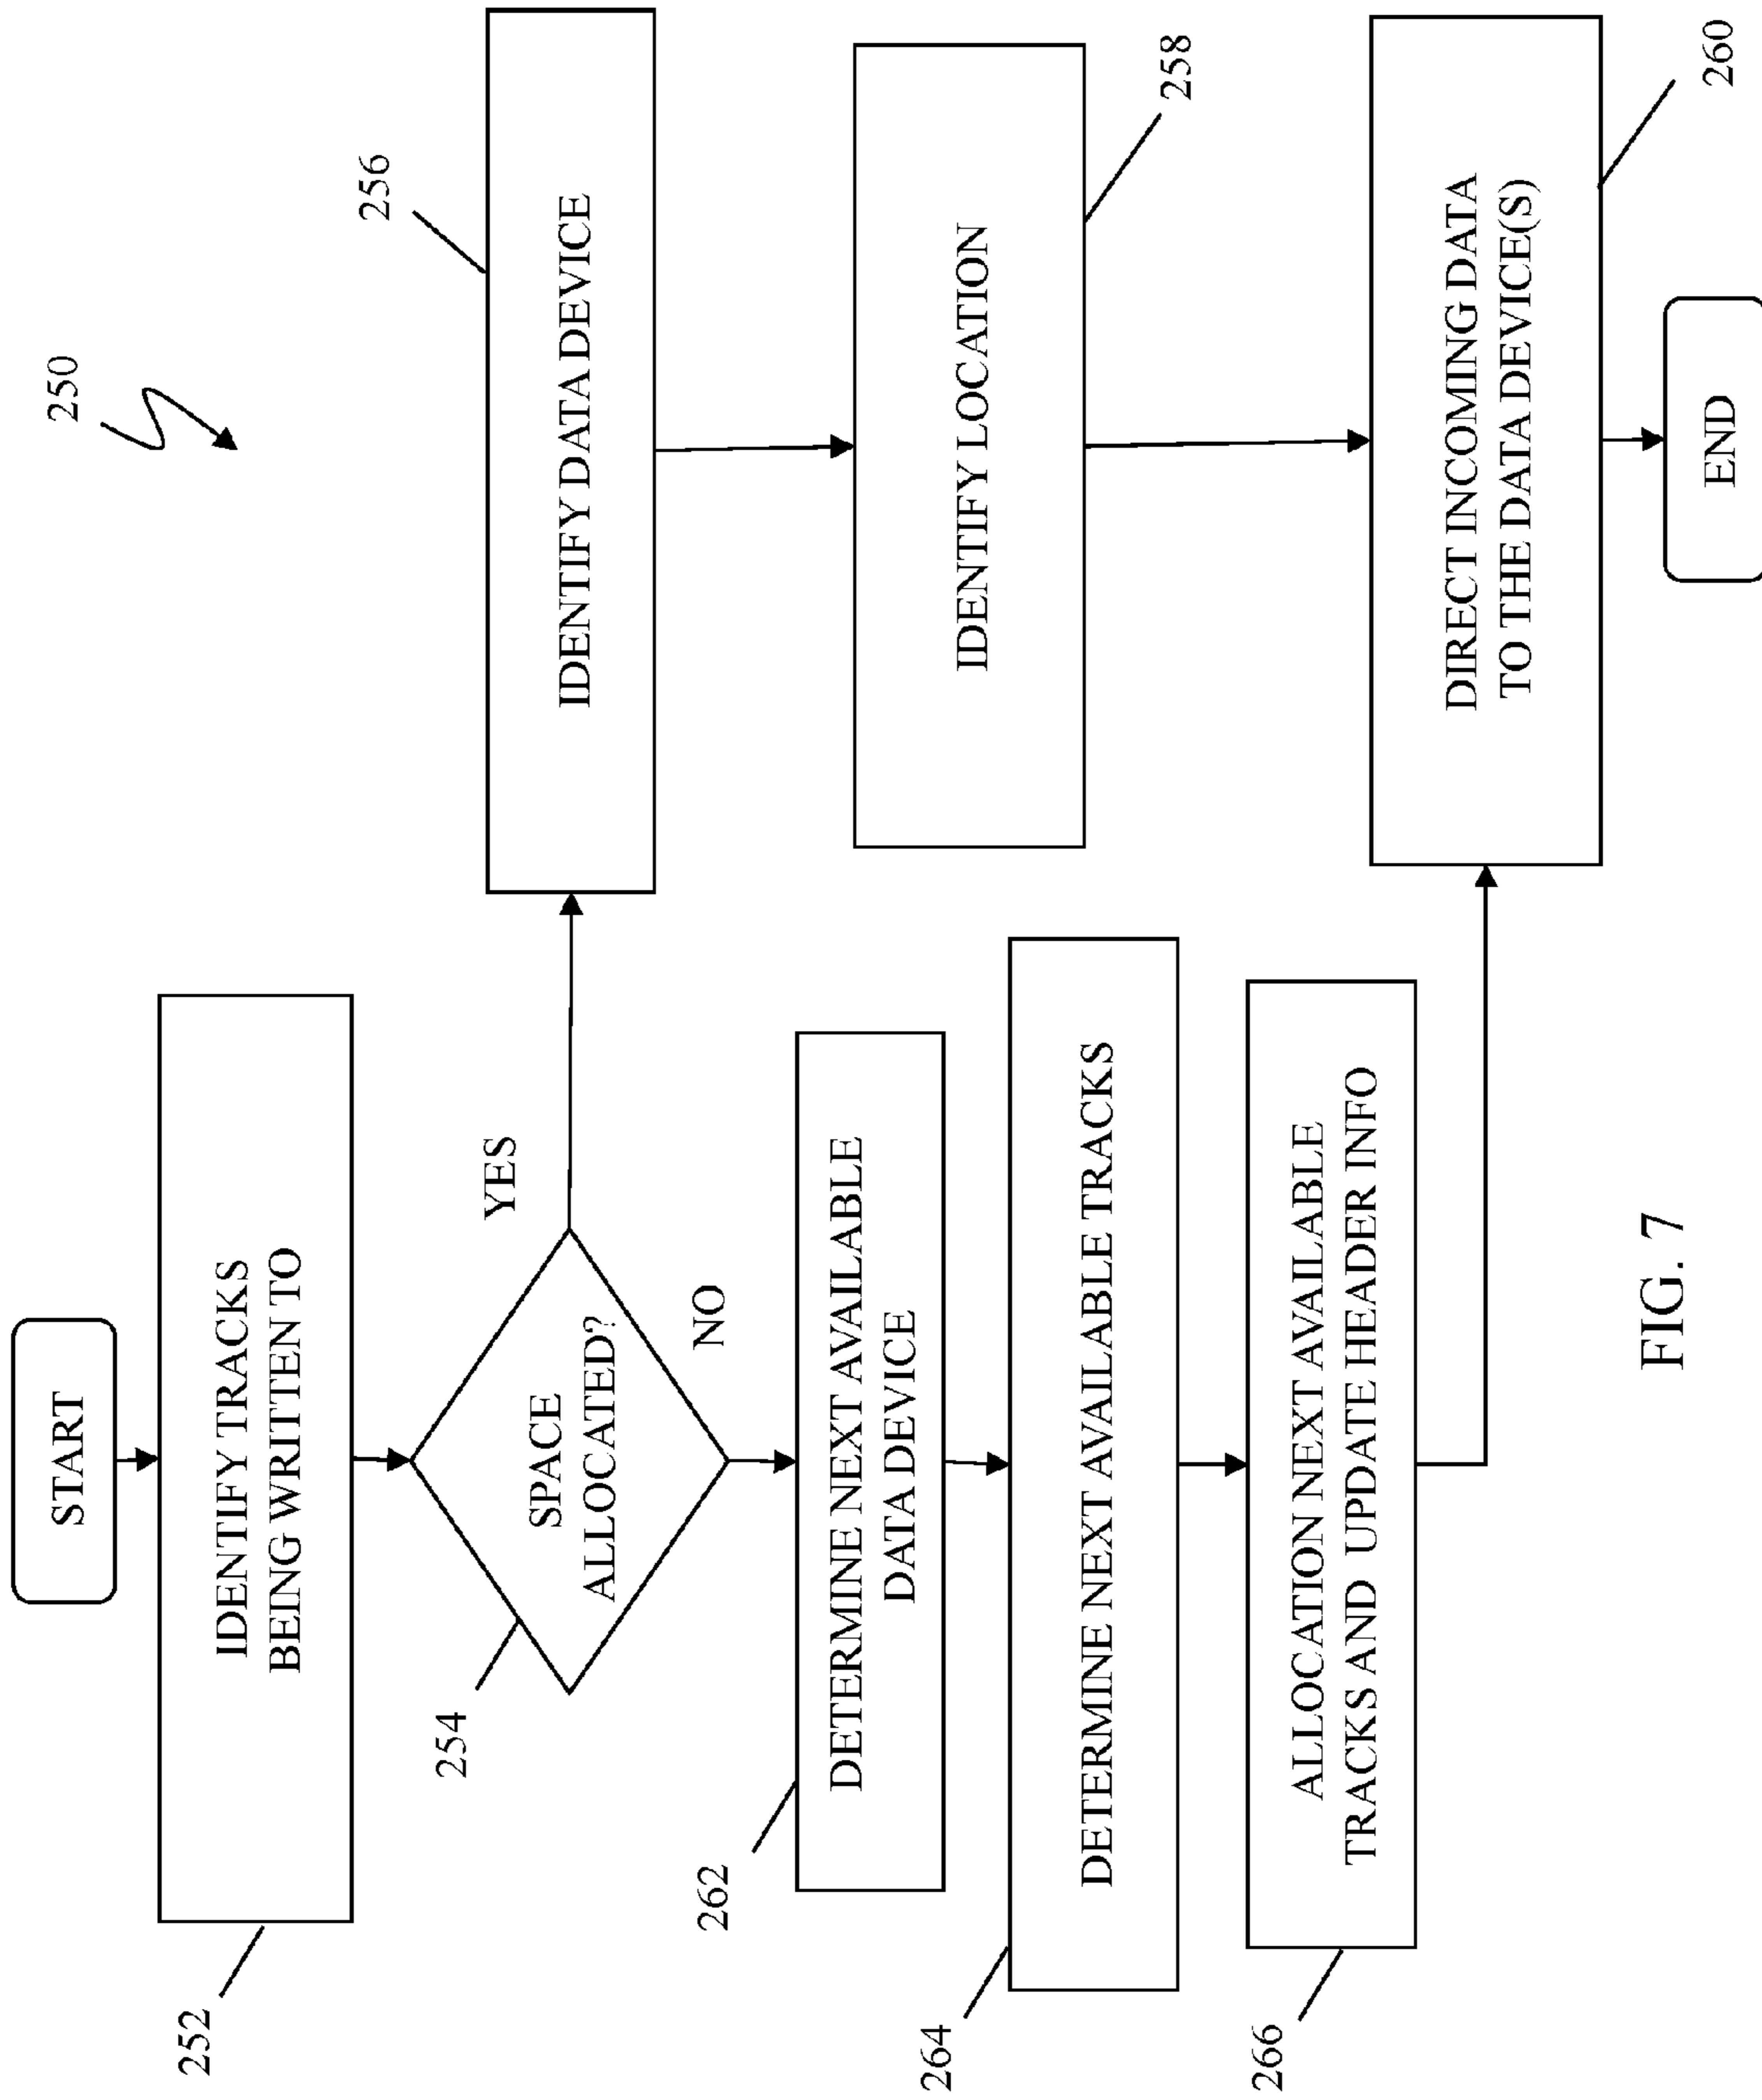 250
START
252
IDENTIFY TRACKS
BEING WRITTEN TO
254
SPACE
ALLOCATED?
YES
NO
256
IDENTIFY DATA DEVICE
258
IDENTIFY LOCATION
262
DETERMINE NEXT AVAILABLE
DATA DEVICE
264
DETERMINE NEXT AVAILABLE TRACKS
266
ALLOCATION NEXT AVAILABLE
TRACKS AND UPDATE HEADER INFO
DIRECT INCOMING DATA
TO THE DATA DEVICE(S)
260
END
FIG. 7